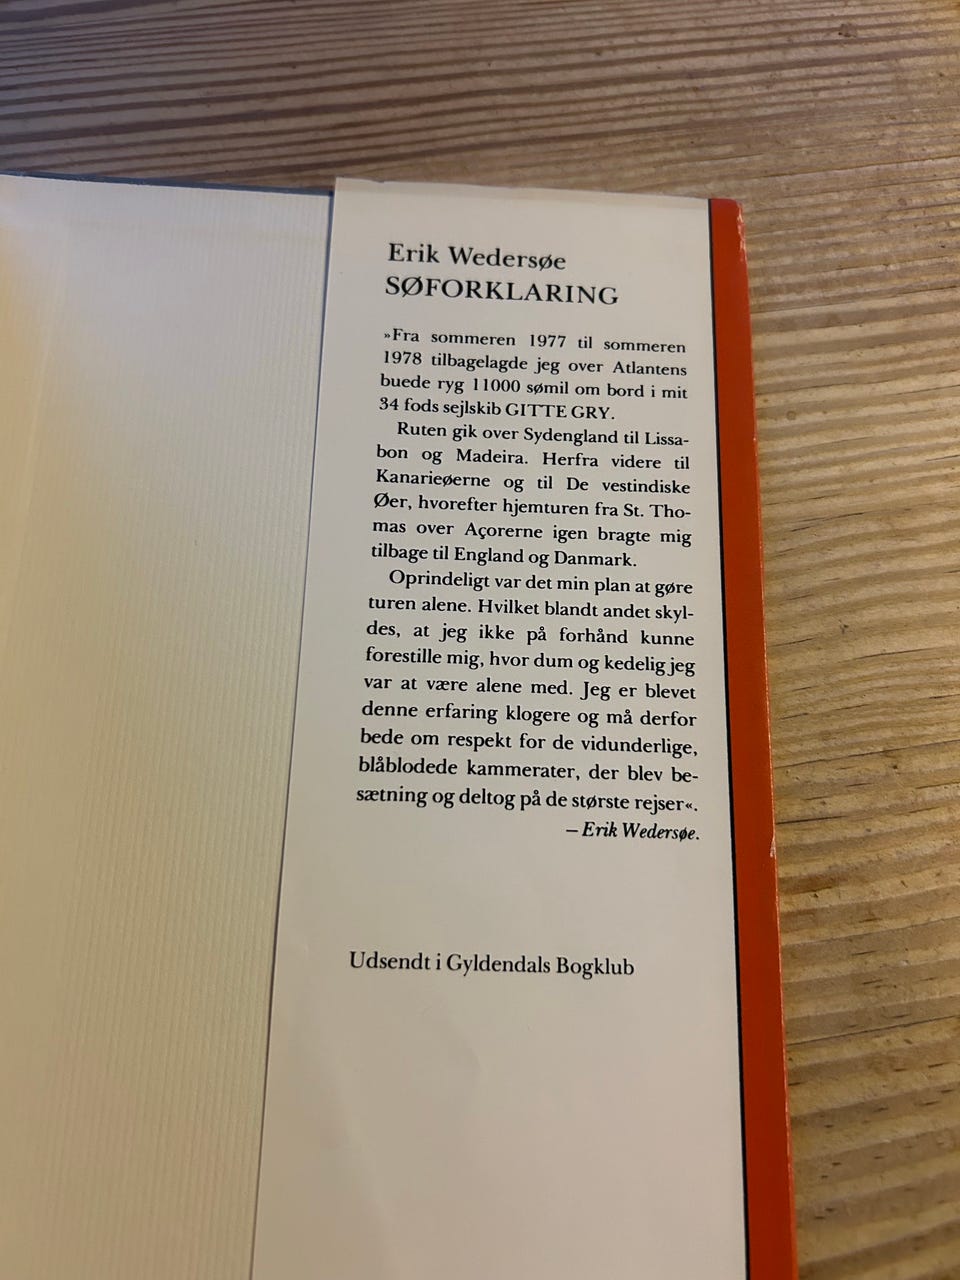 Erik Wedersøe
SØFORKLARING
»Fra sommeren 1977 til sommeren
1978 tilbagelagde jeg over Atlantens
buede ryg 11000 sømil om bord i mit
34 fods sejlskib GITTE GRY.
Ruten gik over Sydengland til Lissa-
bon og Madeira. Herfra videre til
Kanarieøerne og til De vestindiske
Øer, hvorefter hjemturen fra St. Tho-
mas over Açorerne igen bragte mig
tilbage til England og Danmark.
Oprindeligt var det min plan at gøre
turen alene. Hvilket blandt andet skyl-
des, at jeg ikke på forhånd kunne
forestille mig, hvor dum og kedelig jeg
var at være alene med. Jeg er blevet
denne erfaring klogere og må derfor
bede om respekt for de vidunderlige,
blåblodede kammerater, der blev be-
sætning og deltog på de største rejser«.
– Erik Wedersøe.
Udsendt i Gyldendals Bogklub